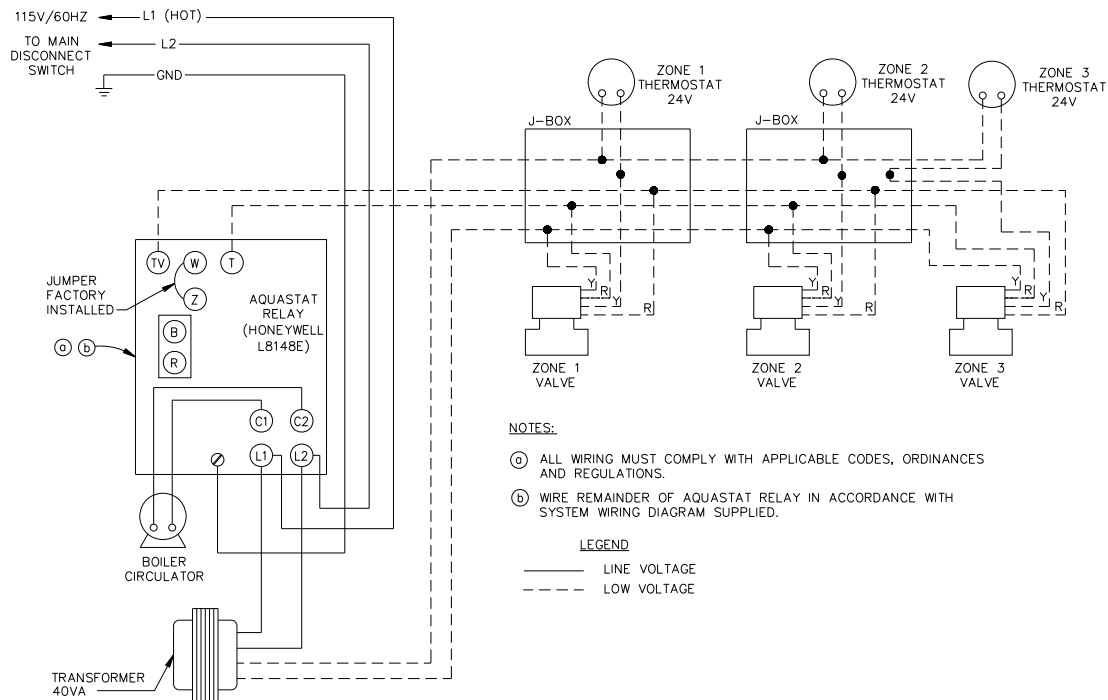 115V/60HZ
L1 (HOT)
TO MAIN
DISCONNECT
SWITCH
L2
GND
ZONE 1
THERMOSTAT
24V
ZONE 2
THERMOSTAT
24V
ZONE 3
THERMOSTAT
24V
J-BOX
J-BOX
TV
W
T
Z
JUMPER
FACTORY
INSTALLED
AQUASTAT
RELAY
(HONEYWELL
L8148E)
B
R
a b
C1
C2
L1
L2
Y
R
Y
R
Y
R
Y
R
Y
R
Y
R
ZONE 1
VALVE
ZONE 2
VALVE
ZONE 3
VALVE
BOILER
CIRCULATOR
TRANSFORMER
40VA
NOTES:
a ALL WIRING MUST COMPLY WITH APPLICABLE CODES, ORDINANCES
AND REGULATIONS.
b WIRE REMAINDER OF AQUASTAT RELAY IN ACCORDANCE WITH
SYSTEM WIRING DIAGRAM SUPPLIED.
LEGEND
LINE VOLTAGE
LOW VOLTAGE